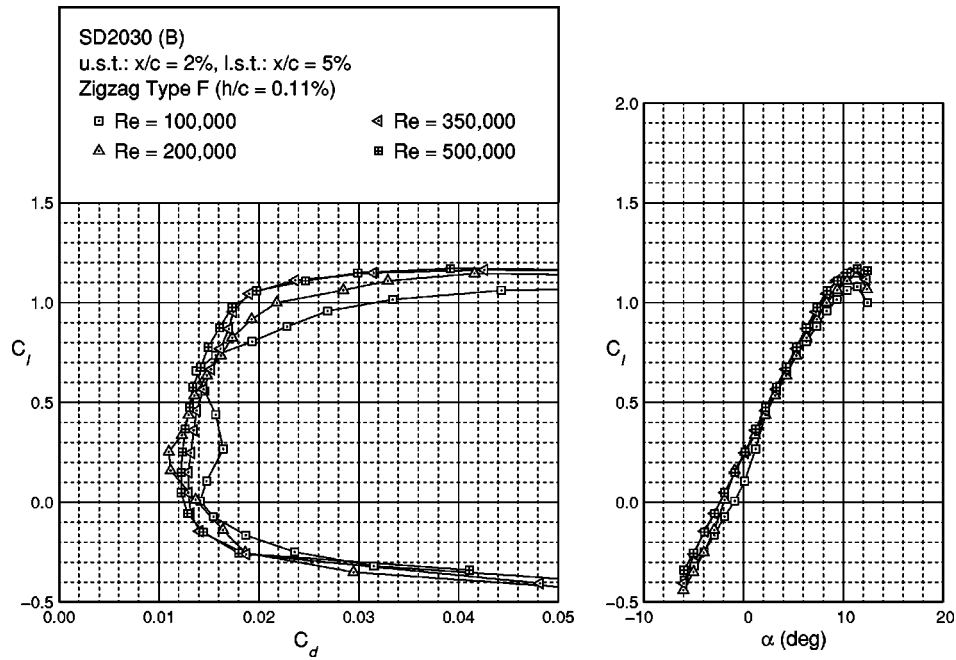 SD2030 (B)
u.s.t.: x/c = 2%, l.s.t.: x/c = 5%
Zigzag Type F (h/c = 0.11%)
Re = 100,000
Re = 350,000
Re = 200,000
Re = 500,000
1.5
1.0
C_l
0.5
0.0
−0.5
0.00
0.01
0.02
0.03
0.04
0.05
C_d
2.0
1.5
1.0
C_l
0.5
0.0
−0.5
−10
0
10
20
α (deg)